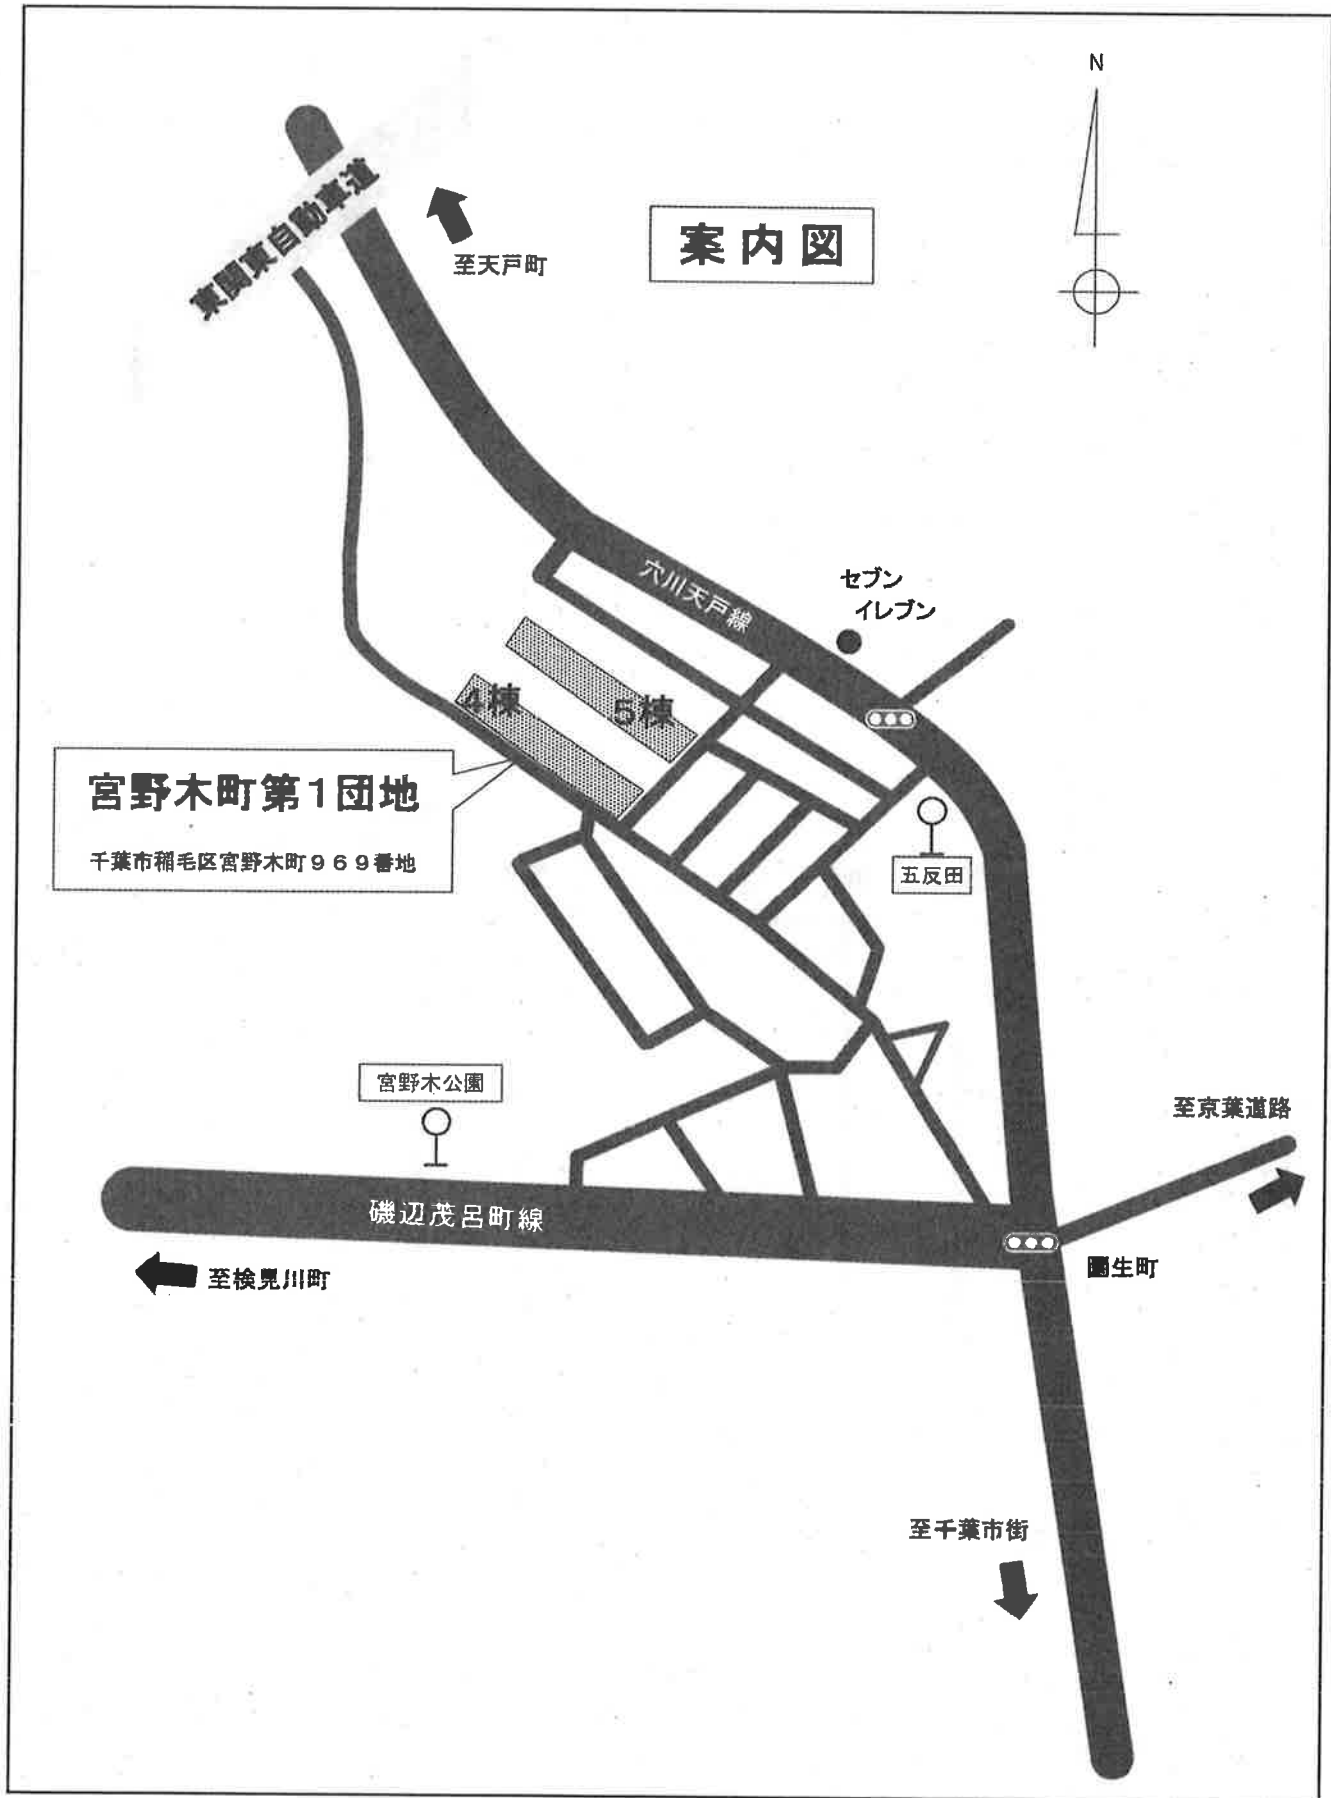 N
東関東自動車道
至天戸町
案内図
穴川天戸線
セブン
イレブン
4棟
5棟
宮野木町第1団地
千葉市稲毛区宮野木町969番地
五反田
宮野木公園
至京葉道路
磯辺茂呂町線
至検見川町
園生町
至千葉市街